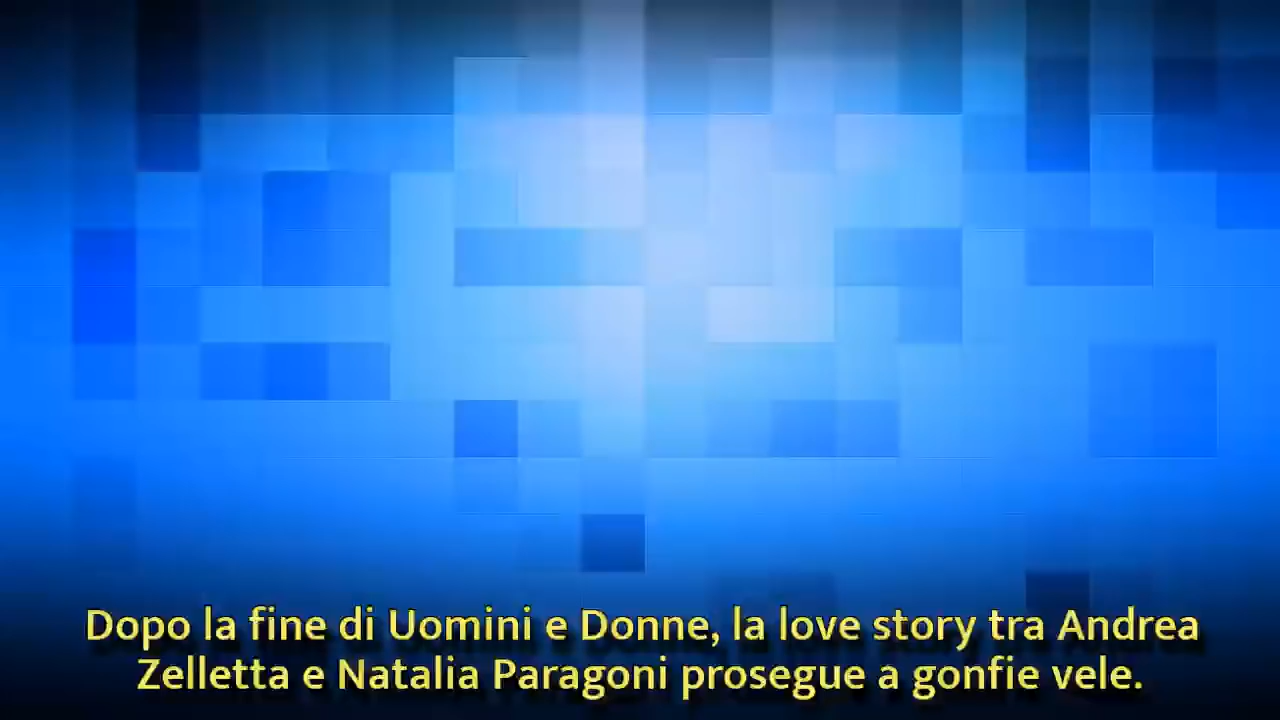 Dopo la fine di Uomini e Donne, la love story tra Andrea
Zelletta e Natalia Paragoni prosegue a gonfie vele.